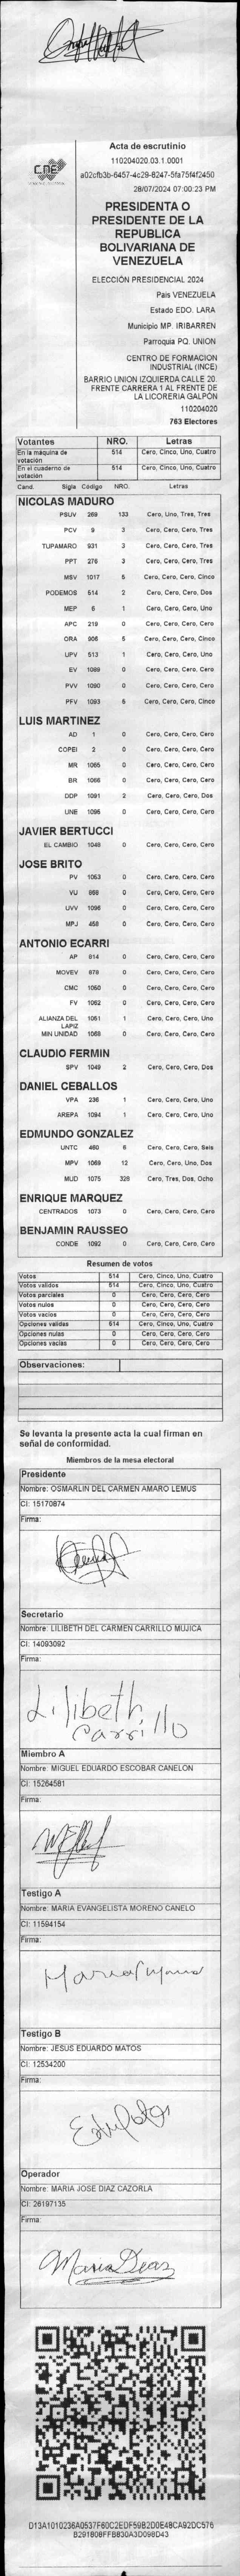 Acta de escrutinio
110204020.03.1.0001
a02cfb3b-6457-4c29-8247-5fa75f4f2450
28/07/2024 07:00:23 PM
CNE
PRESIDENTA O
PRESIDENTE DE LA
REPUBLICA
BOLIVARIANA DE
VENEZUELA
ELECCIÓN PRESIDENCIAL 2024
Pais VENEZUELA
Estado EDO. LARA
Municipio MP. IRIBARREN
Parroquia PQ. UNION
CENTRO DE FORMACION
INDUSTRIAL (INCE)
BARRIO UNION IZQUIERDA CALLE 20.
FRENTE CARRERA 1 AL FRENTE DE
LA LICORERIA GALPÓN
110204020
763 Electores
Votantes NRO. Letras
En la máquina de votación 514 Cero, Cinco, Uno, Cuatro
En el cuaderno de votación 514 Cero, Cinco, Uno, Cuatro
Cand. Sigla Código NRO. Letras
NICOLAS MADURO
PSUV 269 133 Cero, Uno, Tres, Tres
PCV 9 3 Cero, Cero, Cero, Tres
TUPAMARO 931 3 Cero, Cero, Cero, Tres
PPT 276 3 Cero, Cero, Cero, Tres
MSV 1017 5 Cero, Cero, Cero, Cinco
PODEMOS 514 2 Cero, Cero, Cero, Dos
MEP 6 1 Cero, Cero, Cero, Uno
APC 219 0 Cero, Cero, Cero, Cero
ORA 906 5 Cero, Cero, Cero, Cinco
UPV 513 1 Cero, Cero, Cero, Uno
EV 1089 0 Cero, Cero, Cero, Cero
PVV 1090 0 Cero, Cero, Cero, Cero
PFV 1093 5 Cero, Cero, Cero, Cinco
LUIS MARTINEZ
AD 1 0 Cero, Cero, Cero, Cero
COPEI 2 0 Cero, Cero, Cero, Cero
MR 1065 0 Cero, Cero, Cero, Cero
BR 1066 0 Cero, Cero, Cero, Cero
DDP 1091 2 Cero, Cero, Cero, Dos
UNE 1095 0 Cero, Cero, Cero, Cero
JAVIER BERTUCCI
EL CAMBIO 1048 0 Cero, Cero, Cero, Cero
JOSE BRITO
PV 1053 0 Cero, Cero, Cero, Cero
VU 868 0 Cero, Cero, Cero, Cero
UVV 1096 0 Cero, Cero, Cero, Cero
MPJ 458 0 Cero, Cero, Cero, Cero
ANTONIO ECARRI
AP 814 0 Cero, Cero, Cero, Cero
MOVEV 978 0 Cero, Cero, Cero, Cero
CMC 1050 0 Cero, Cero, Cero, Cero
FV 1062 0 Cero, Cero, Cero, Cero
ALIANZA DEL LAPIZ 1051 1 Cero, Cero, Cero, Uno
MIN UNIDAD 1068 0 Cero, Cero, Cero, Cero
CLAUDIO FERMIN
SPV 1049 2 Cero, Cero, Cero, Dos
DANIEL CEBALLOS
VPA 236 1 Cero, Cero, Cero, Uno
AREPA 1094 1 Cero, Cero, Cero, Uno
EDMUNDO GONZALEZ
UNTC 460 6 Cero, Cero, Cero, Seis
MPV 1069 12 Cero, Cero, Uno, Dos
MUD 1075 328 Cero, Tres, Dos, Ocho
ENRIQUE MARQUEZ
CENTRADOS 1073 0 Cero, Cero, Cero, Cero
BENJAMIN RAUSSEO
CONDE 1092 0 Cero, Cero, Cero, Cero
Resumen de votos
Votos 514 Cero, Cinco, Uno, Cuatro
Votos validos 514 Cero, Cinco, Uno, Cuatro
Votos parciales 0 Cero, Cero, Cero, Cero
Votos nulos 0 Cero, Cero, Cero, Cero
Votos vacios 0 Cero, Cero, Cero, Cero
Opciones validas 514 Cero, Cinco, Uno, Cuatro
Opciones nulas 0 Cero, Cero, Cero, Cero
Opciones vacias 0 Cero, Cero, Cero, Cero
Observaciones:
Se levanta la presente acta la cual firman en
señal de conformidad.
Miembros de la mesa electoral
Presidente
Nombre: OSMARLIN DEL CARMEN AMARO LEMUS
CI: 15170874
Firma:
Secretario
Nombre: LILIBETH DEL CARMEN CARRILLO MUJICA
CI: 14093092
Firma:
Lilibeth
Carrillo
Miembro A
Nombre: MIGUEL EDUARDO ESCOBAR CANELON
CI: 15264581
Firma:
Testigo A
Nombre: MARIA EVANGELISTA MORENO CANELO
CI: 11594154
Firma:
Testigo B
Nombre: JESUS EDUARDO MATOS
CI: 12534200
Firma:
Operador
Nombre: MARIA JOSE DIAZ CAZORLA
CI: 26197135
Firma:
Maria Diaz
D13A1010236A0537F60C2EDF59B2D0E48CA92DC576
B291808FFB830A3D098D43